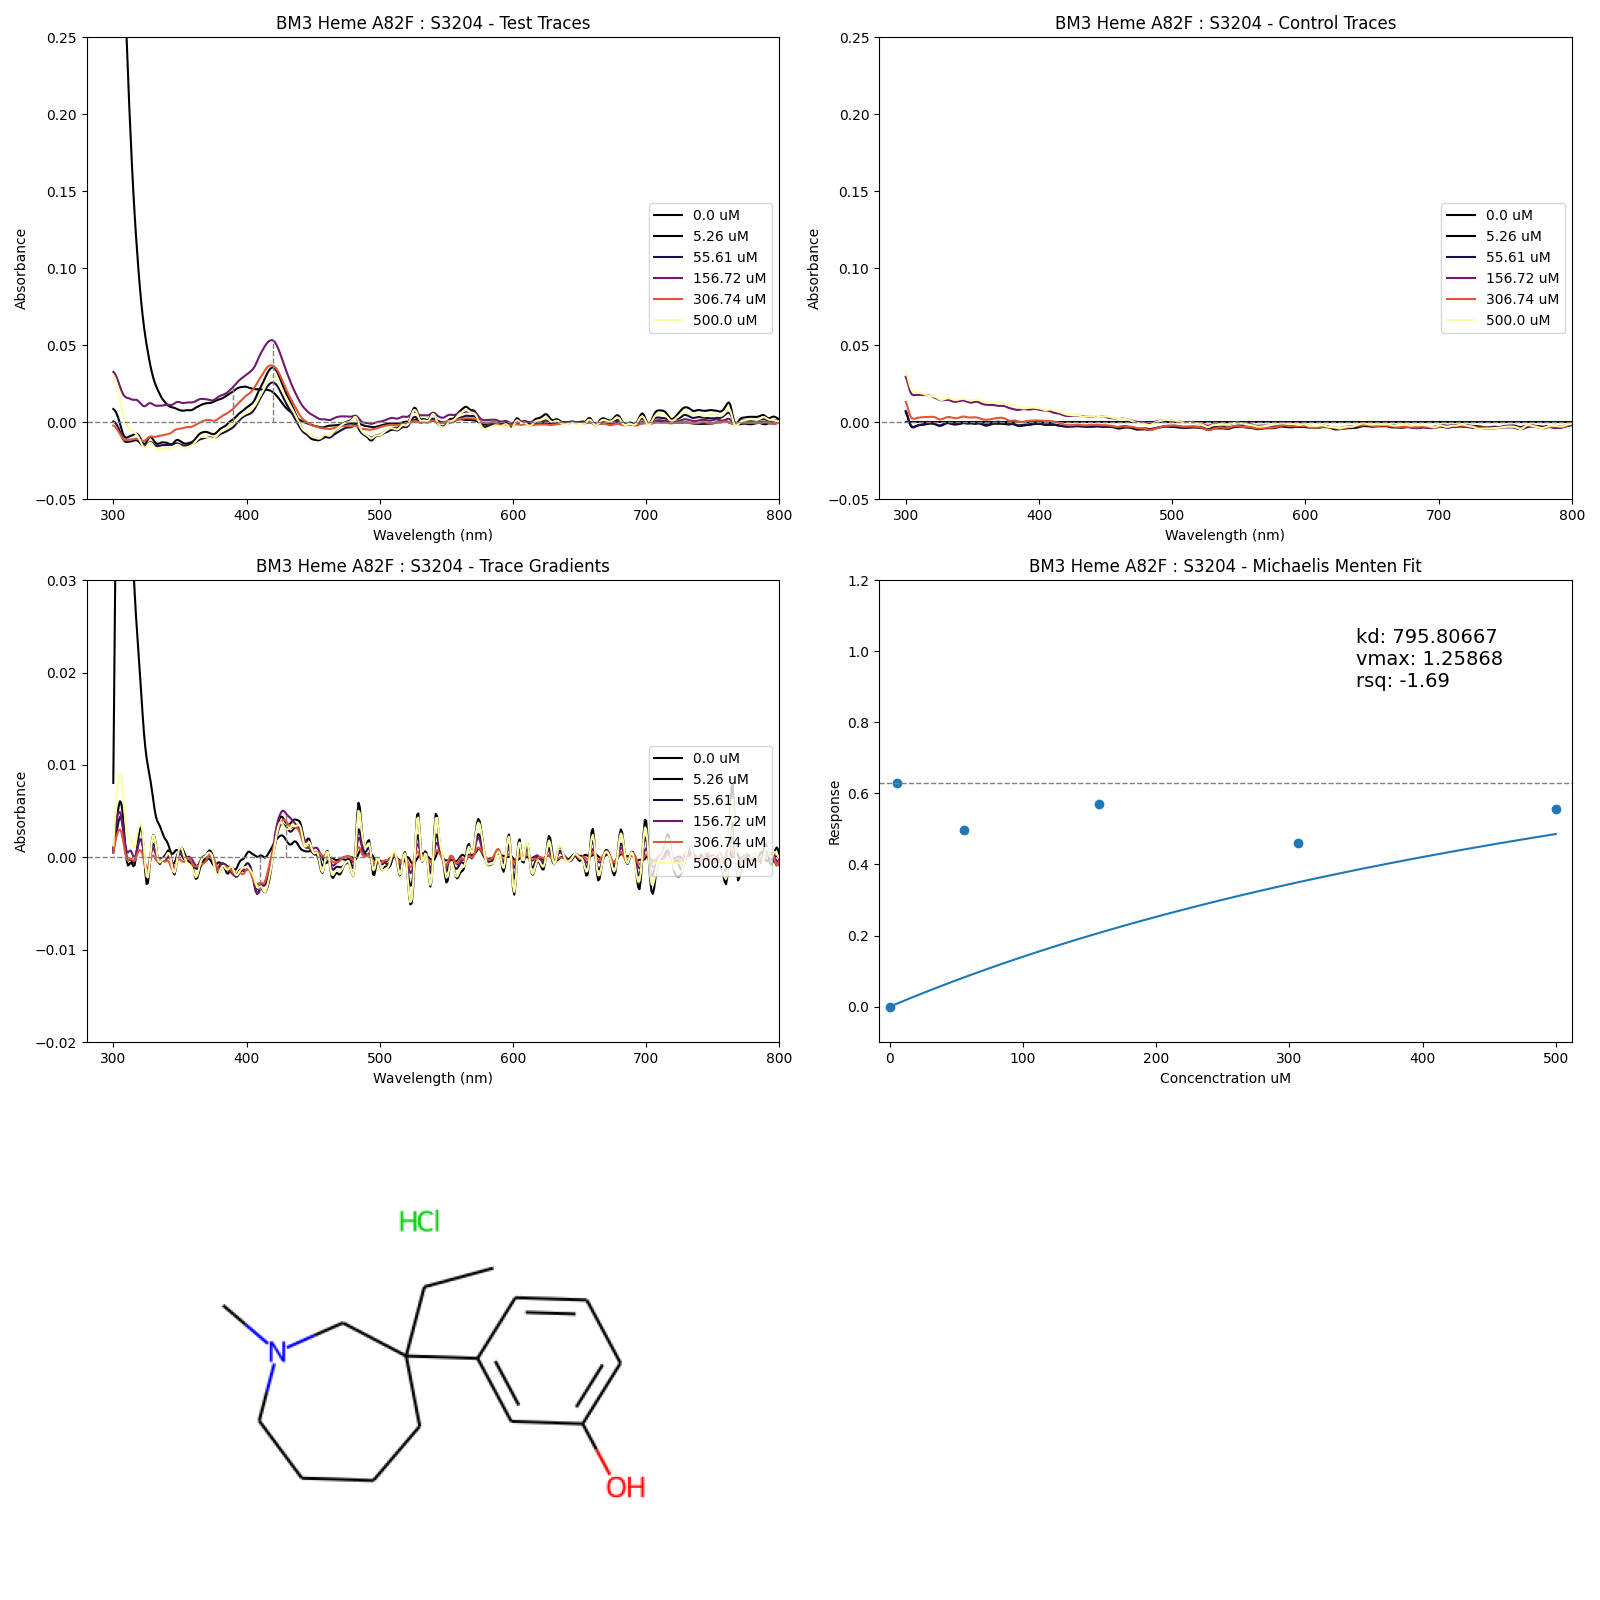 BM3 Heme A82F : S3204 - Test Traces
0.25
0.20
0.15
0.10
0.05
0.00
−0.05
Absorbance
300
400
500
600
700
800
Wavelength (nm)
0.0 uM
5.26 uM
55.61 uM
156.72 uM
306.74 uM
500.0 uM
BM3 Heme A82F : S3204 - Control Traces
0.25
0.20
0.15
0.10
0.05
0.00
−0.05
Absorbance
300
400
500
600
700
800
Wavelength (nm)
0.0 uM
5.26 uM
55.61 uM
156.72 uM
306.74 uM
500.0 uM
BM3 Heme A82F : S3204 - Trace Gradients
0.03
0.02
0.01
0.00
−0.01
−0.02
Absorbance
300
400
500
600
700
800
Wavelength (nm)
0.0 uM
5.26 uM
55.61 uM
156.72 uM
306.74 uM
500.0 uM
BM3 Heme A82F : S3204 - Michaelis Menten Fit
1.2
1.0
0.8
0.6
0.4
0.2
0.0
Response
kd: 795.80667
vmax: 1.25868
rsq: -1.69
0
100
200
300
400
500
Concenctration uM
HCl
N
OH